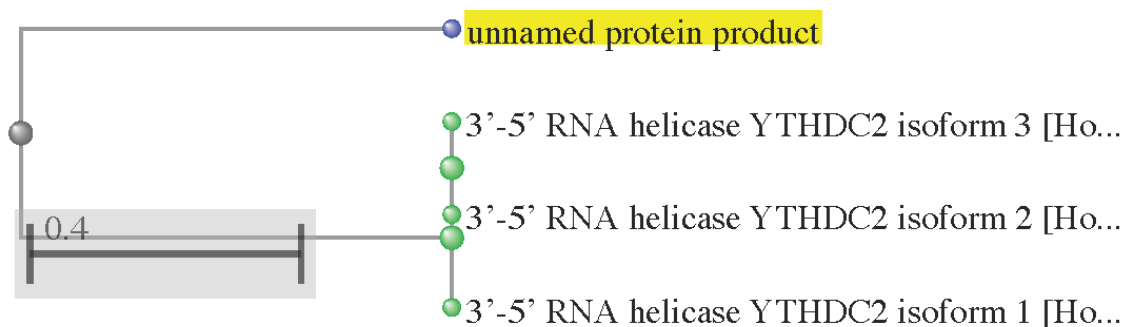 unnamed protein product
3’-5’ RNA helicase YTHDC2 isoform 3 [Ho...
3’-5’ RNA helicase YTHDC2 isoform 2 [Ho...
0.4
3’-5’ RNA helicase YTHDC2 isoform 1 [Ho...